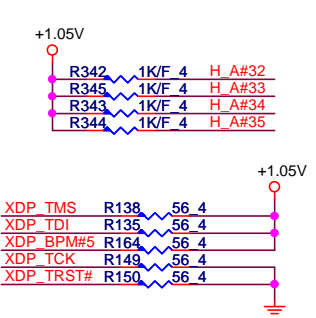 +1.05V
R342 1K/F_4 H_A#32
R345 1K/F_4 H_A#33
R343 1K/F_4 H_A#34
R344 1K/F_4 H_A#35
+1.05V
XDP_TMS R138 56_4
XDP_TDI R135 56_4
XDP_BPM#5 R164 56_4
XDP_TCK R149 56_4
XDP_TRST# R150 56_4